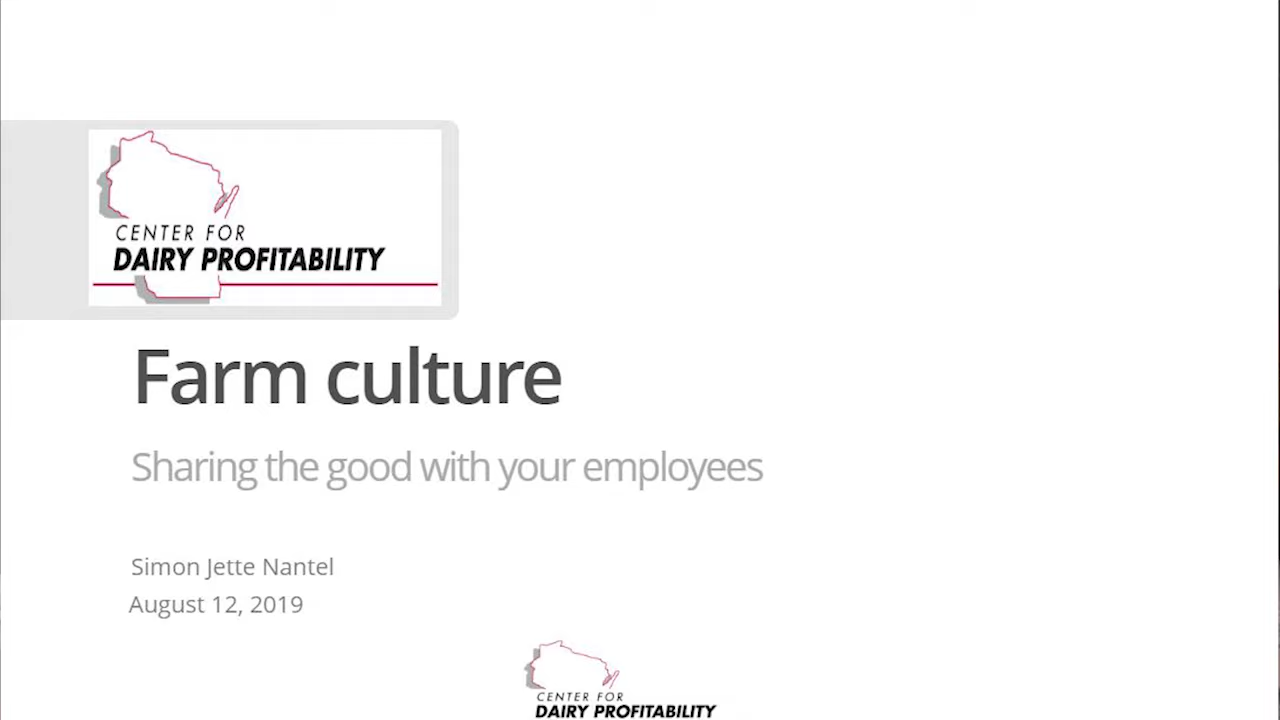 CENTER FOR
DAIRY PROFITABILITY
Farm culture
Sharing the good with your employees
Simon Jette Nantel
August 12, 2019
CENTER FOR
DAIRY PROFITABILITY